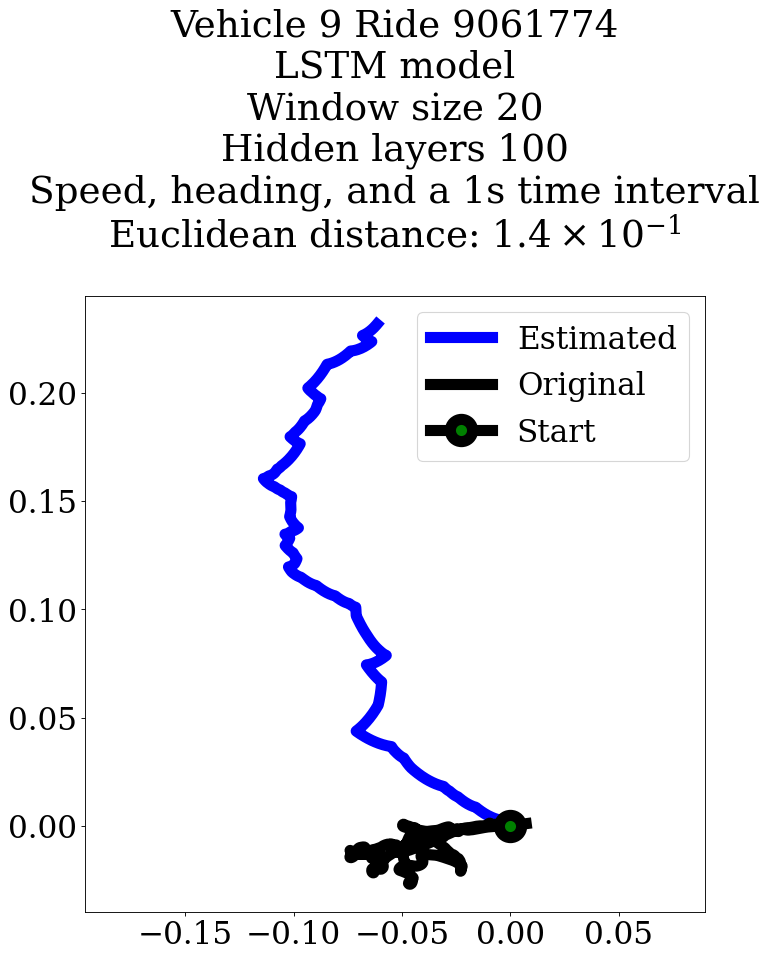 Vehicle 9 Ride 9061774
LSTM model
Window size 20
Hidden layers 100
Speed, heading, and a 1s time interval
Euclidean distance: 1.4 × 10⁻¹
Estimated
Original
Start
0.20
0.15
0.10
0.05
0.00
−0.15 −0.10 −0.05 0.00 0.05